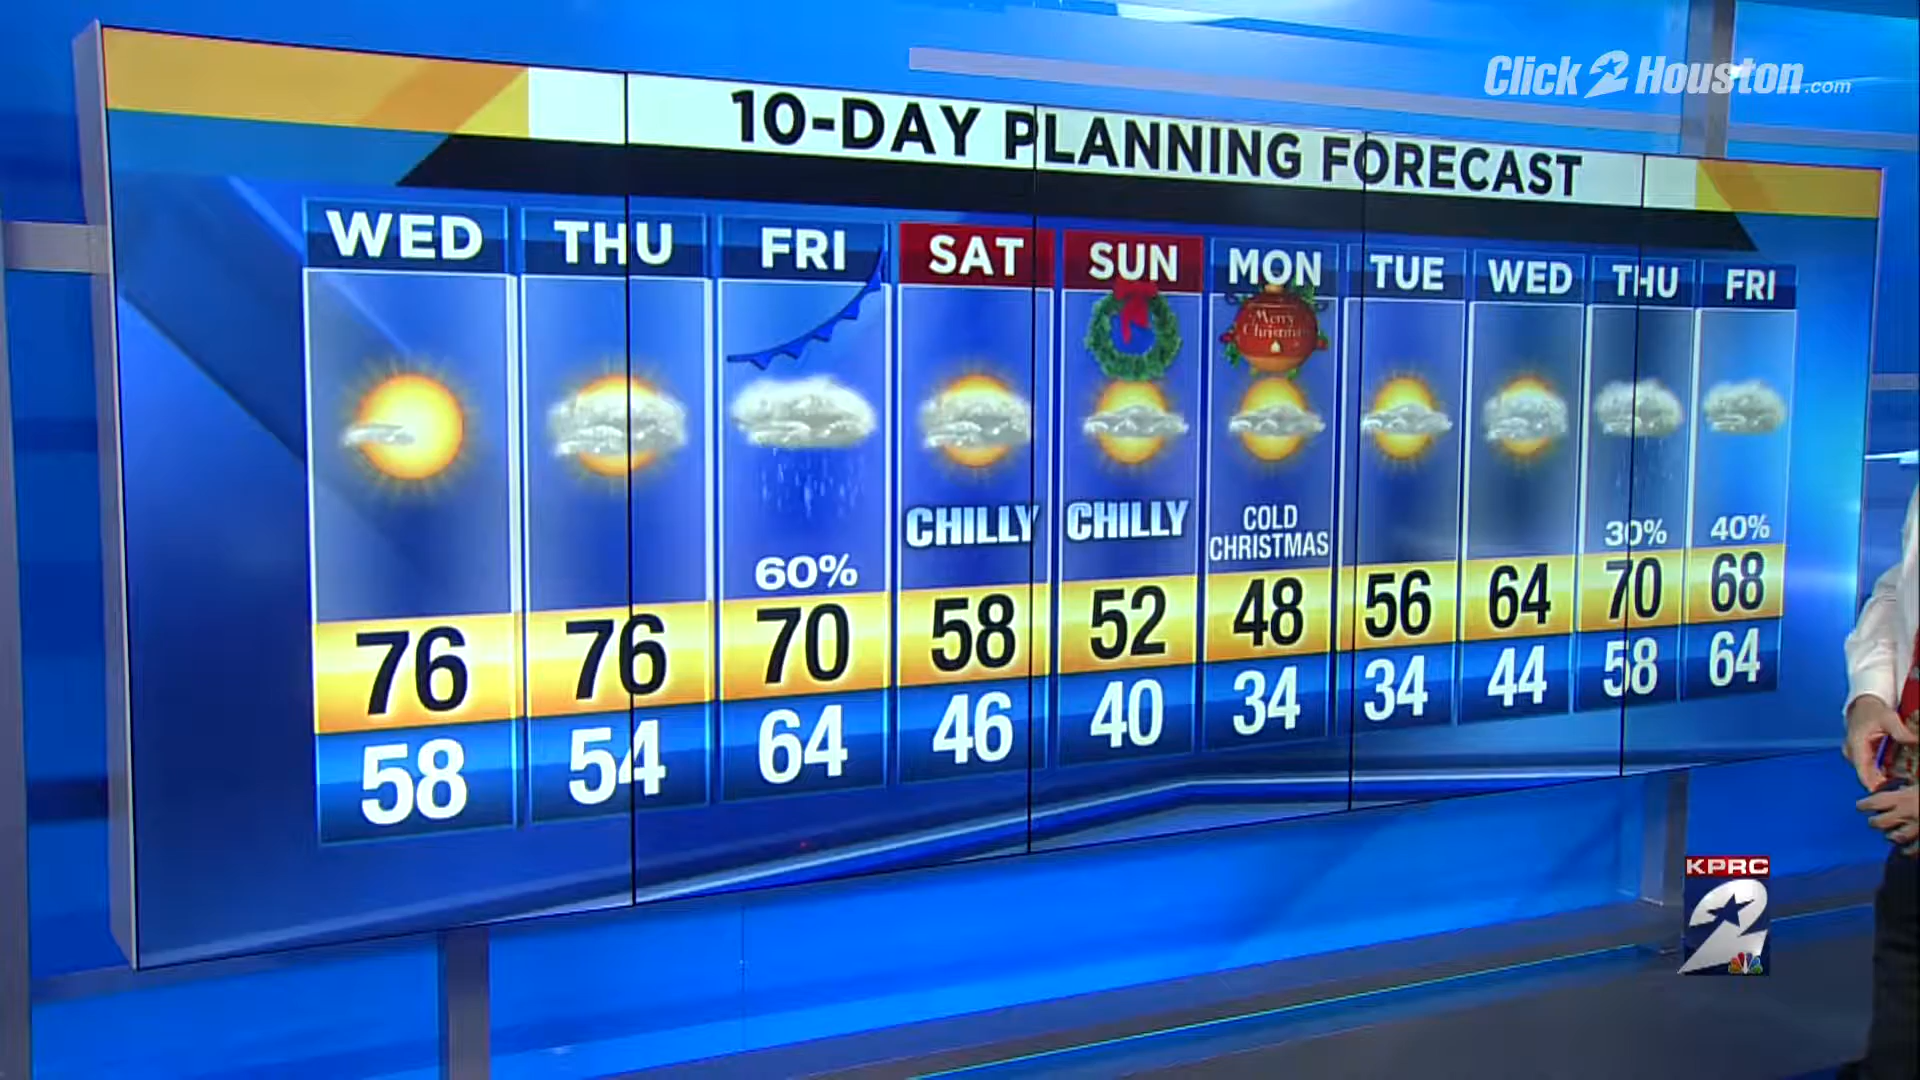 Click2Houston.com
10-DAY PLANNING FORECAST
WED THU FRI SAT SUN MON TUE WED THU FRI
Merry
Christmas
CHILLY CHILLY COLD
CHRISTMAS
60% 30% 40%
76 76 70 58 52 48 56 64 70 68
58 54 64 46 40 34 34 44 58 64
KPRC
2